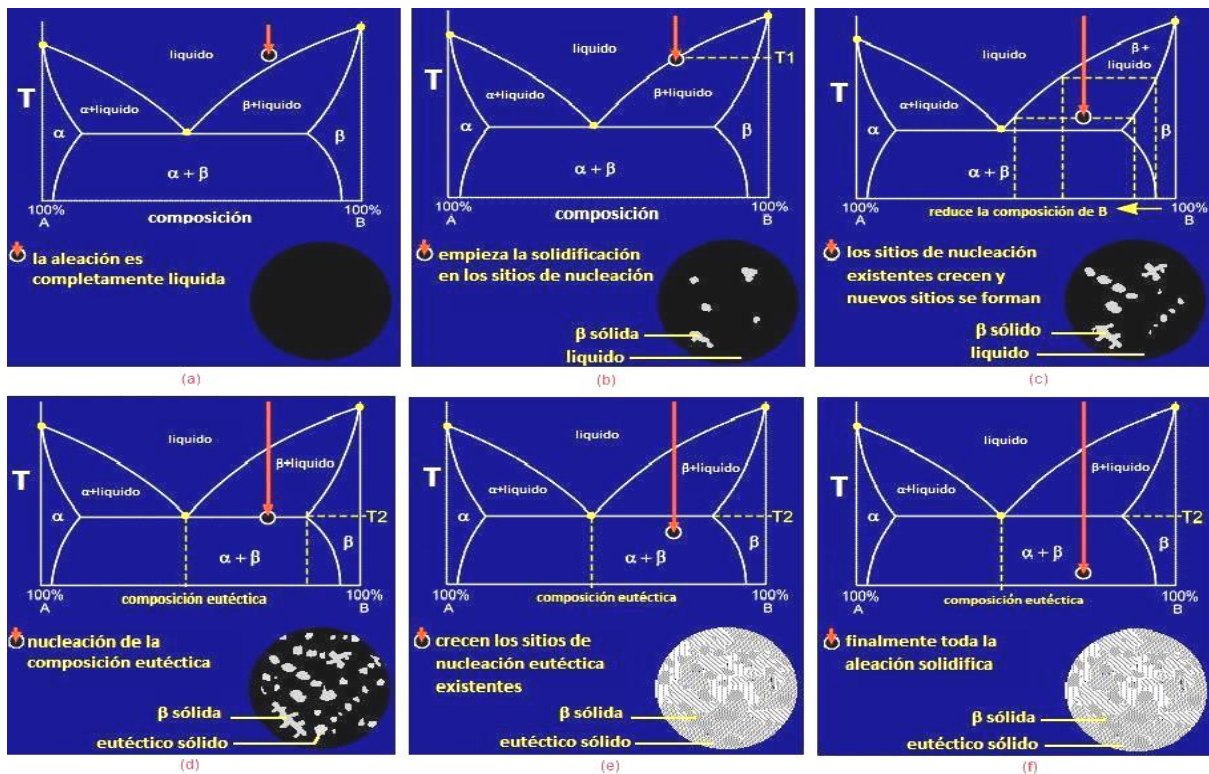 T
liquido
α+liquido
β+liquido
α
β
α + β
100%
A
composición
100%
B
la aleación es
completamente liquida
(a)
liquido
T1
T
α+liquido
β+liquido
α
β
α + β
100%
A
composición
100%
B
empieza la solidificación
en los sitios de nucleación
β sólida
liquido
(b)
liquido
β +
liquido
T
α+liquido
α
β
α + β
100%
A
reduce la composición de B
100%
B
los sitios de nucleación
existentes crecen y
nuevos sitios se forman
β sólido
liquido
(c)
liquido
β+liquido
T
α+liquido
α
T2
β
α + β
100%
A
composición eutéctica
100%
B
nucleación de la
composición eutéctica
β sólida
eutéctico sólido
(d)
liquido
β+liquido
T
α+liquido
α
T2
α + β
β
100%
A
composición eutéctica
100%
B
crecen los sitios de
nucleación eutéctica
existentes
β sólida
eutéctico sólido
(e)
liquido
β+liquido
T
α+liquido
α
T2
α + β
β
100%
A
composición eutéctica
100%
B
finalmente toda la
aleación solidifica
β sólida
eutéctico sólido
(f)